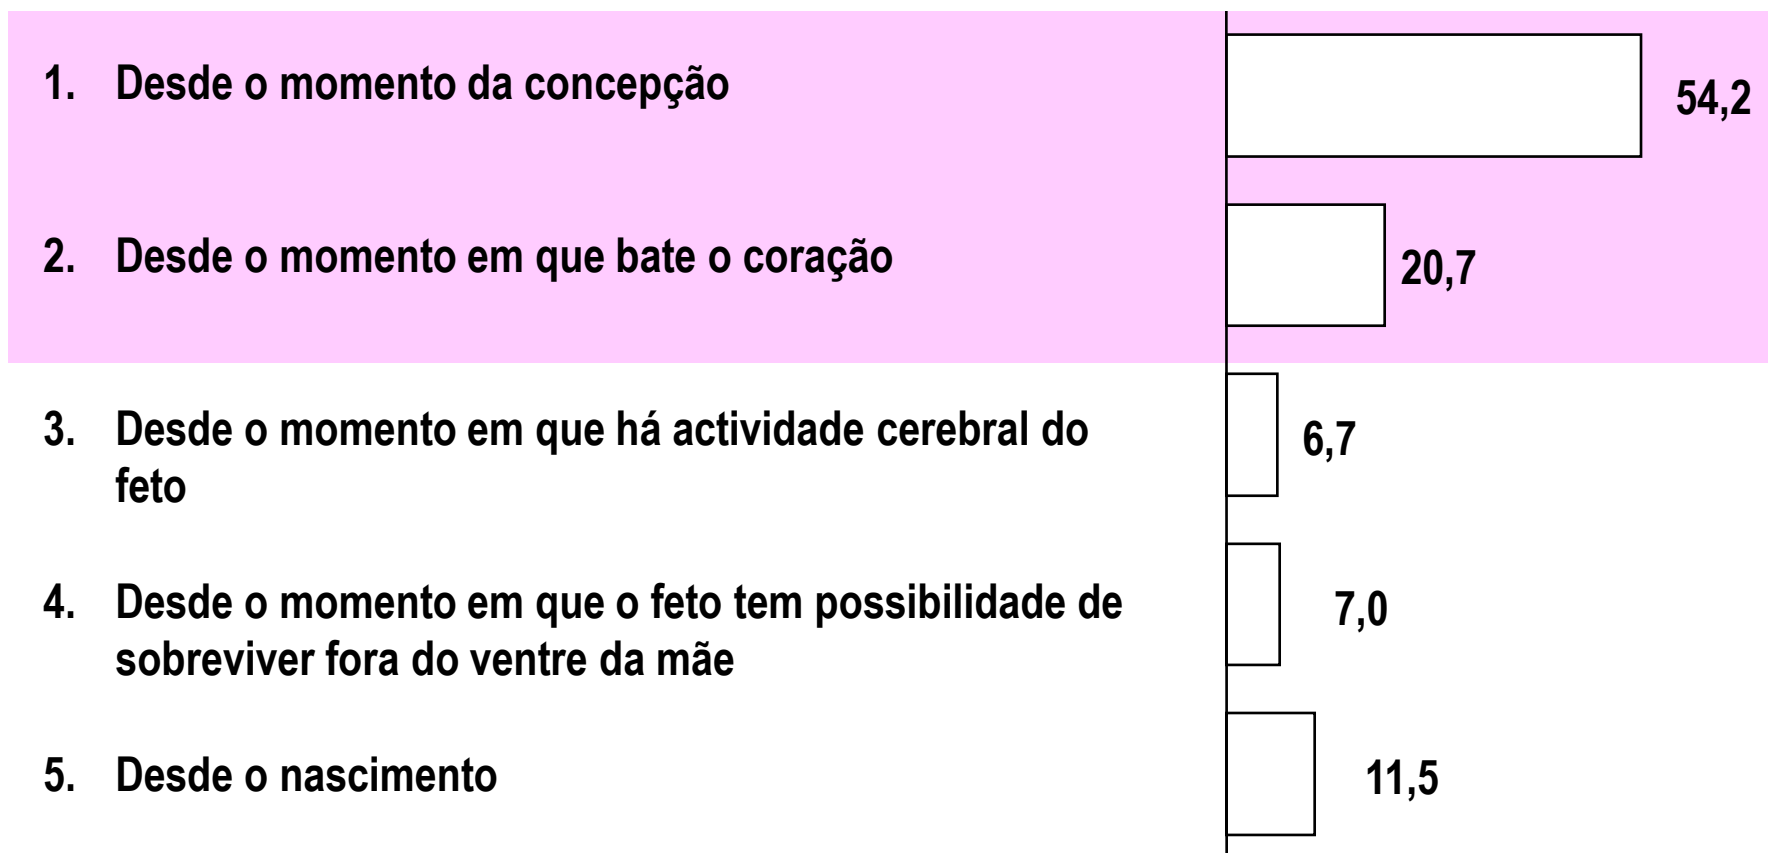 1. Desde o momento da concepção
54,2
2. Desde o momento em que bate o coração
20,7
3. Desde o momento em que há actividade cerebral do
feto
6,7
4. Desde o momento em que o feto tem possibilidade de
sobreviver fora do ventre da mãe
7,0
5. Desde o nascimento
11,5